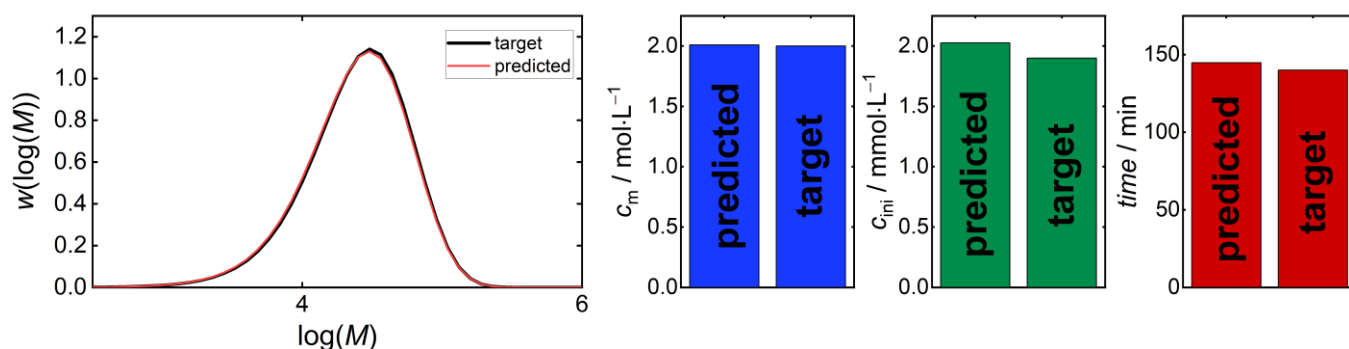 w(log(M))
1.2
1.0
0.8
0.6
0.4
0.2
0.0
4
6
log(M)
target
predicted
cm / mol·L−1
2.0
1.5
1.0
0.5
0.0
predicted
target
cini / mmol·L−1
2.0
1.5
1.0
0.5
0.0
predicted
target
time / min
150
100
50
0
predicted
target